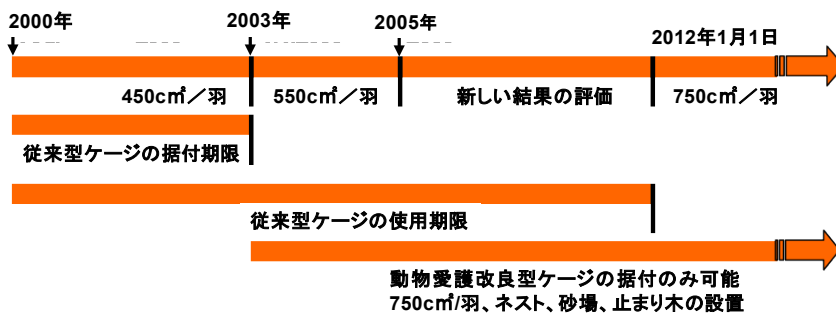 2000年
2003年
2005年
2012年1月1日
450c㎡／羽
550c㎡／羽
新しい結果の評価
750c㎡／羽
従来型ケージの据付期限
従来型ケージの使用期限
動物愛護改良型ケージの据付のみ可能
750c㎡/羽、ネスト、砂場、止まり木の設置